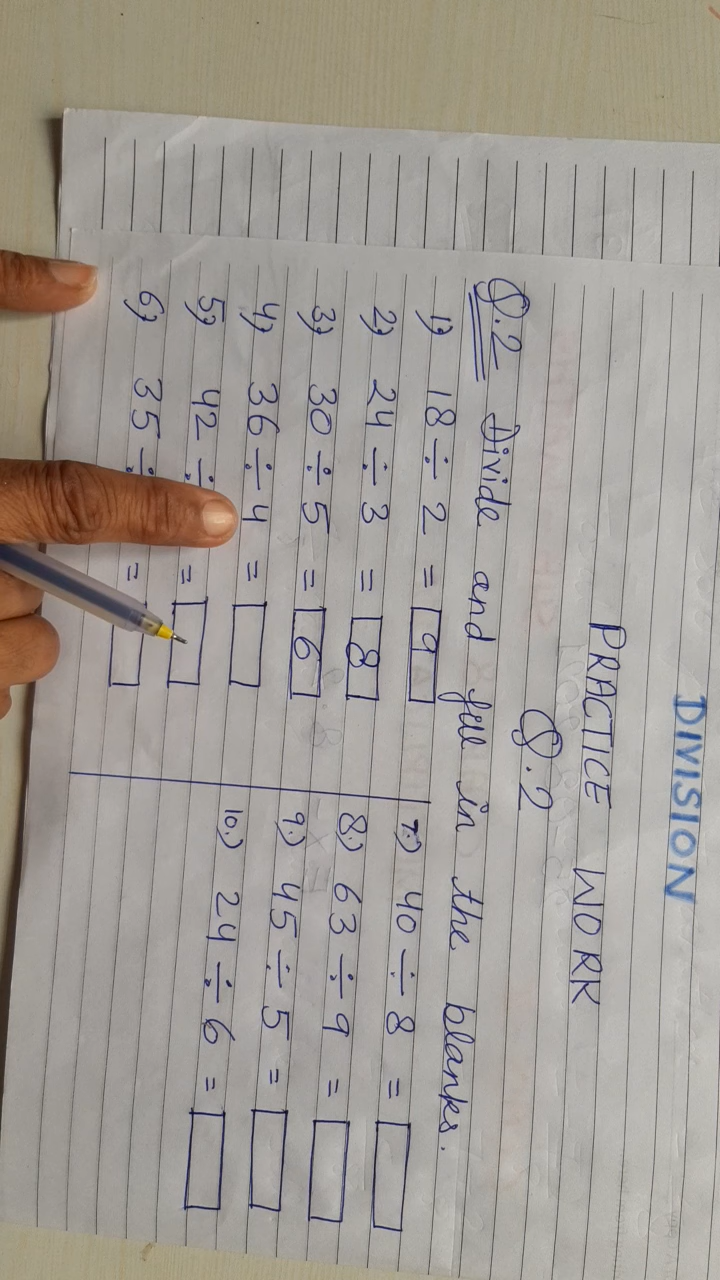 DIVISION
PRACTICE WORK
Q.2
Q.2 Divide and fill in the blanks.
1) 18 ÷ 2 = 9
2) 24 ÷ 3 = 8
3) 30 ÷ 5 = 6
4) 36 ÷ 4 =
5) 42 ÷ =
6) 35 ÷ =
7.) 40 ÷ 8 =
8.) 63 ÷ 9 =
9.) 45 ÷ 5 =
10.) 24 ÷ 6 =